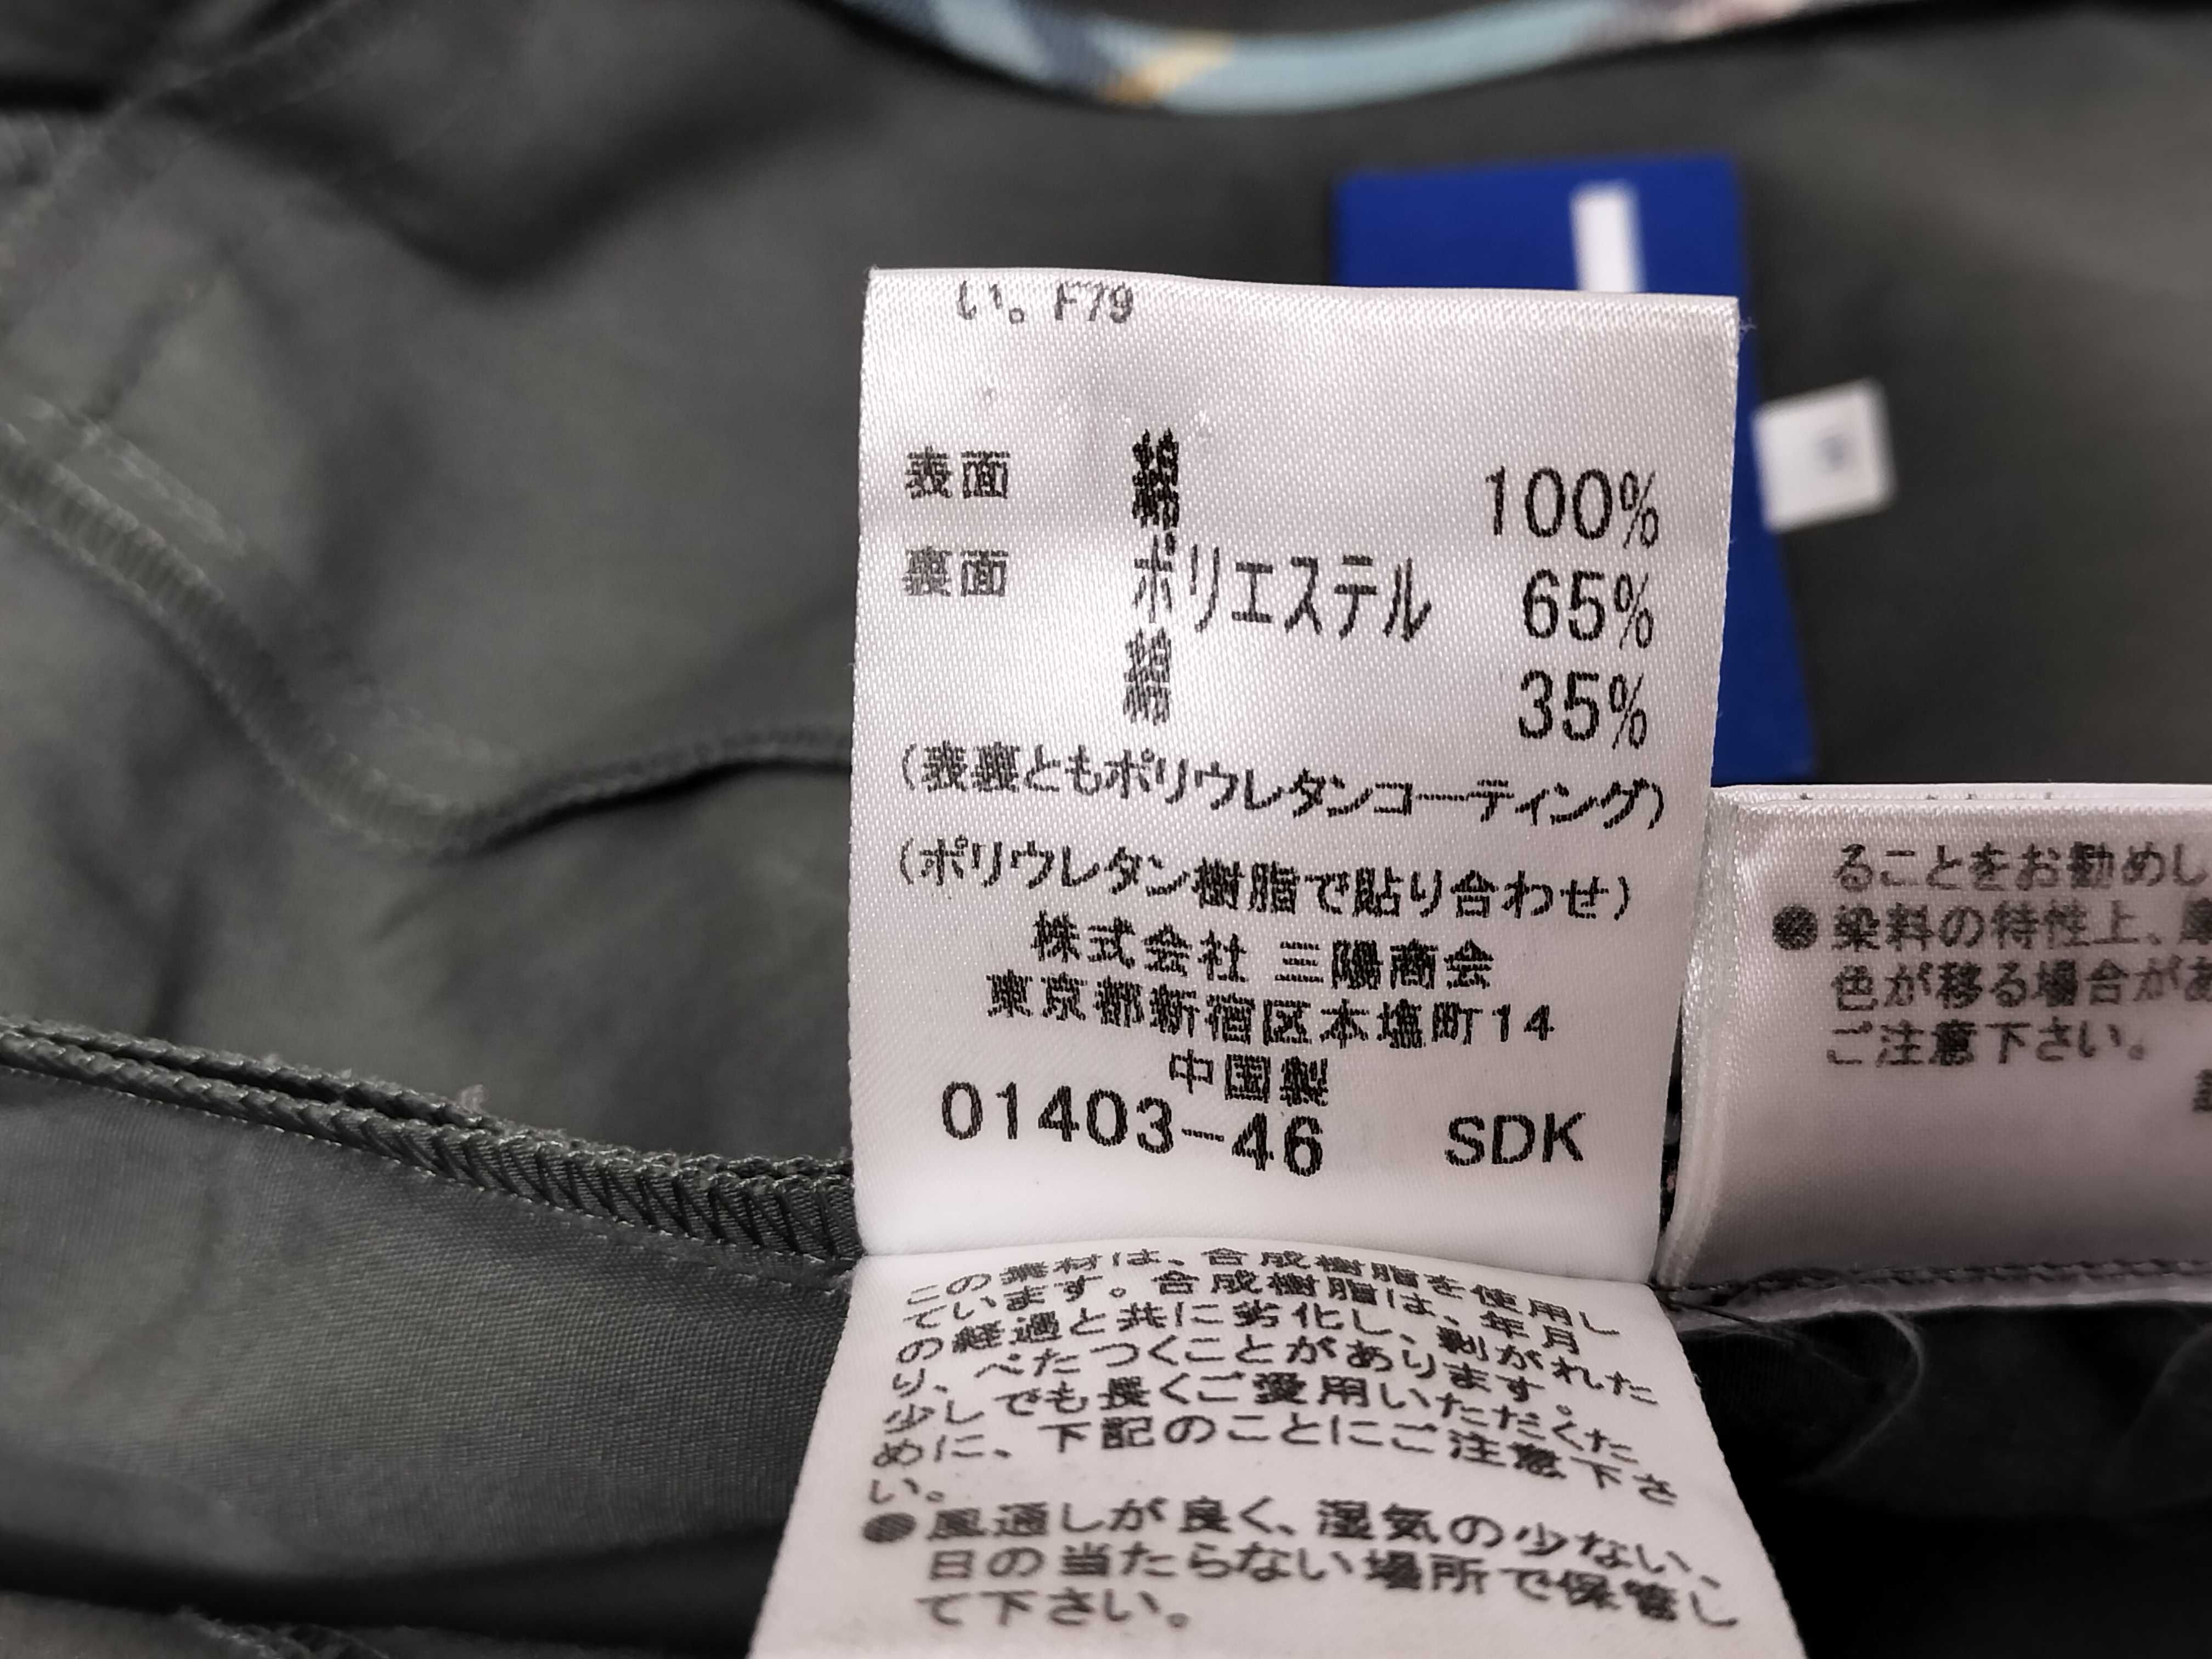 い。F79
表面 綿 100%
裏面 ポリエステル 65%
綿 35%
(表裏ともポリウレタンコーティング)
(ポリウレタン樹脂で貼り合わせ)
株式会社 三陽商会
東京都新宿区本塩町14
中国製
01403-46 SDK
この素材は、合成樹脂を使用し
ています。合成樹脂は、年月
の経過と共に劣化し、剥がれた
り、べたつくことがあります。
少しでも長くご愛用いただくた
めに、下記のことにご注意下さ
い。
●風通しが良く、湿気の少ない、
日の当たらない場所で保管し
て下さい。
ることをお勧めし
●染料の特性上、
色が移る場合があ
ご注意下さい。